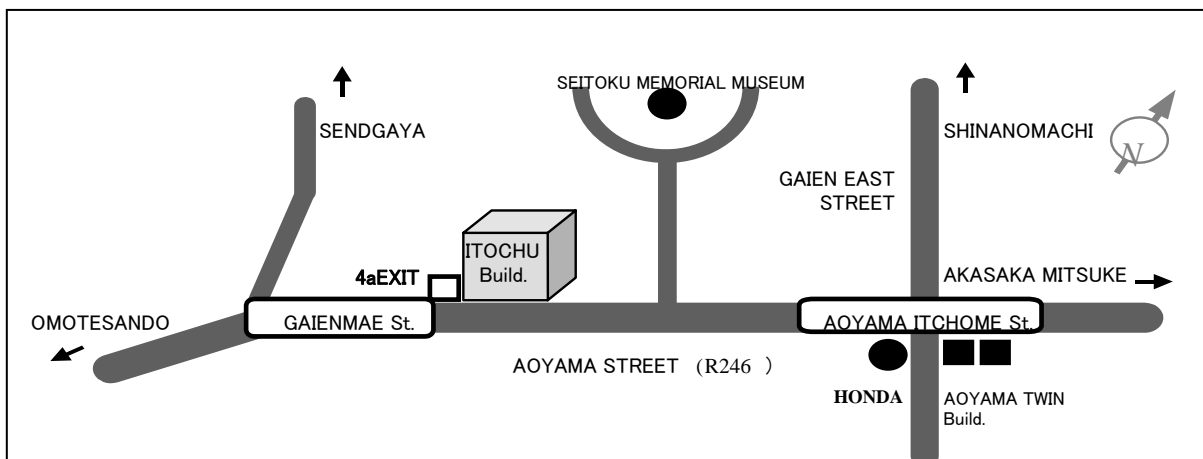 SEITOKU MEMORIAL MUSEUM
SENDGAYA
SHINANOMACHI
N
GAIEN EAST
STREET
ITOCHU
Build.
4aEXIT
AKASAKA MITSUKE
OMOTESANDO
GAIENMAE St.
AOYAMA ITCHOME St.
AOYAMA STREET (R246 )
HONDA
AOYAMA TWIN
Build.